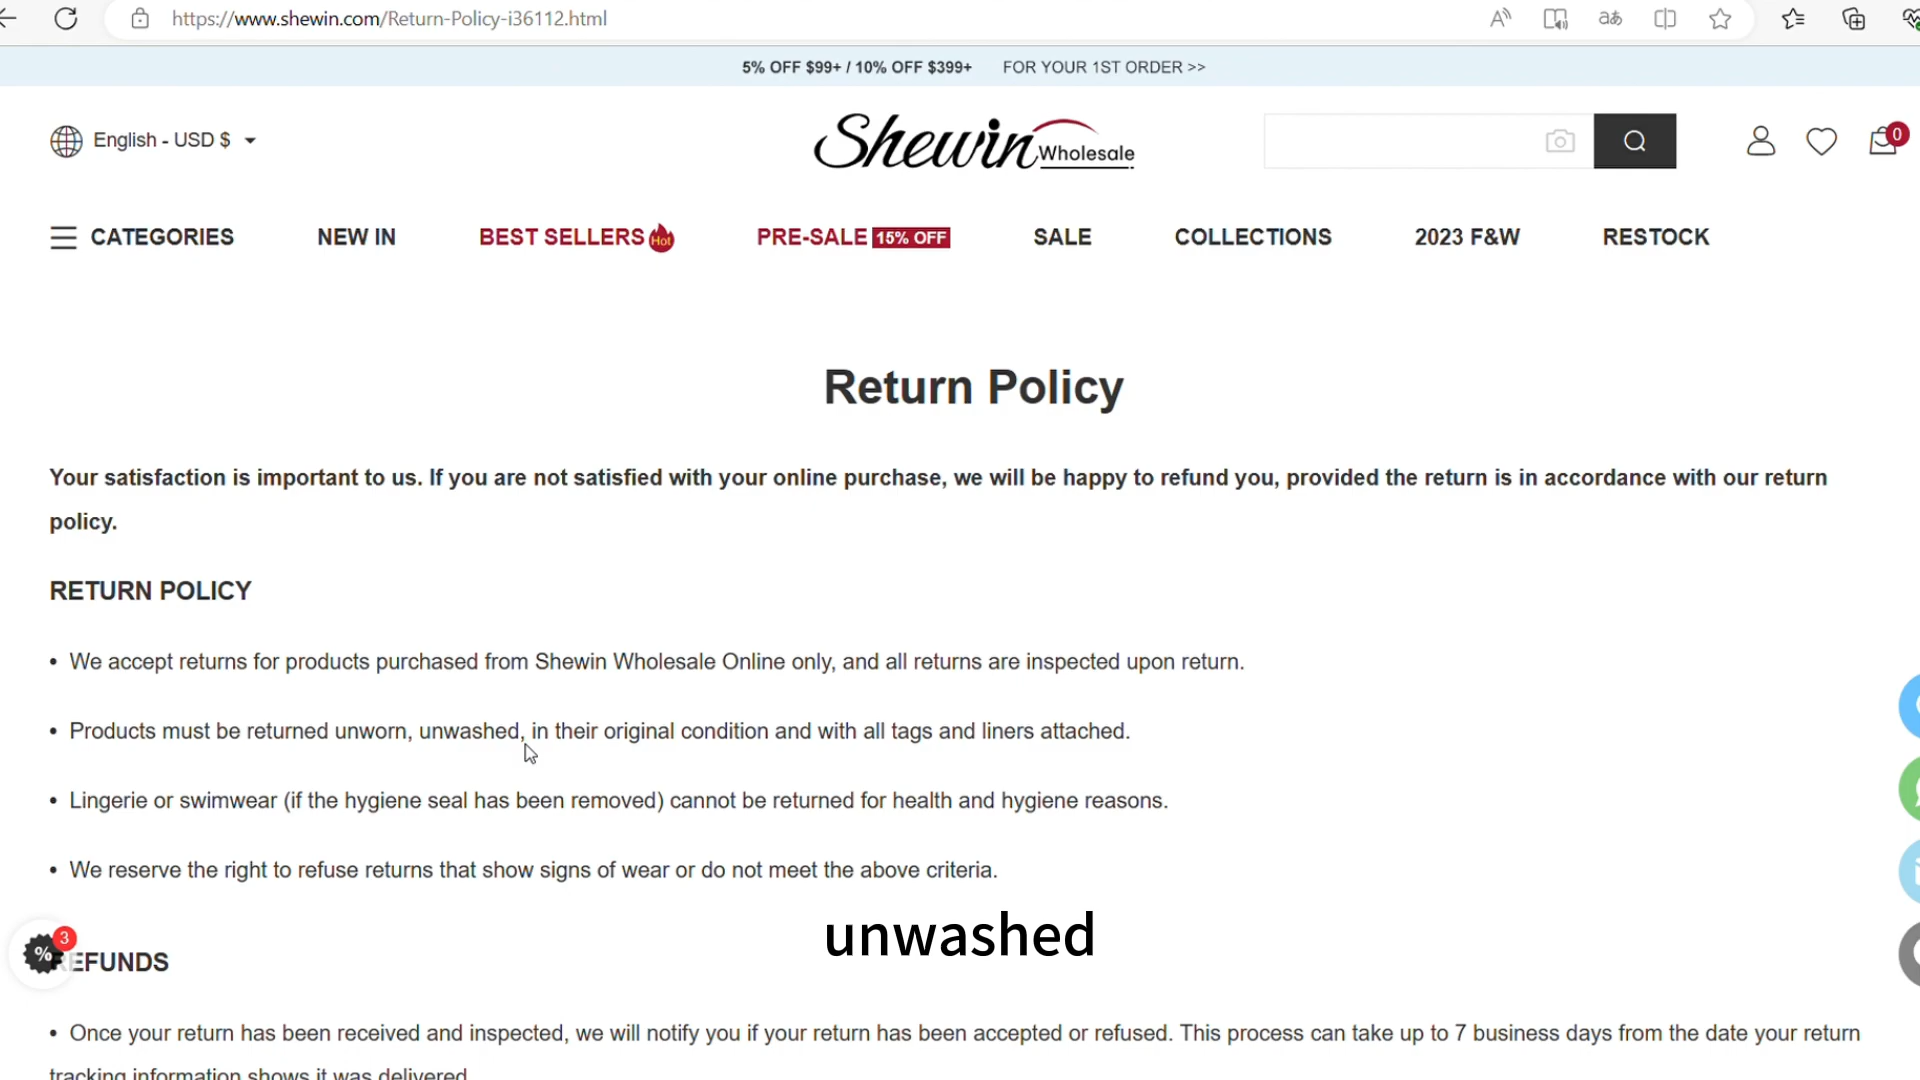 https://www.shewin.com/Return-Policy-i36112.html
5% OFF $99+ / 10% OFF $399+ FOR YOUR 1ST ORDER >>
English - USD $
Shewin Wholesale
0
CATEGORIES NEW IN BEST SELLERS Hot PRE-SALE 15% OFF SALE COLLECTIONS 2023 F&W RESTOCK
Return Policy
Your satisfaction is important to us. If you are not satisfied with your online purchase, we will be happy to refund you, provided the return is in accordance with our return
policy.
RETURN POLICY
• We accept returns for products purchased from Shewin Wholesale Online only, and all returns are inspected upon return.
• Products must be returned unworn, unwashed, in their original condition and with all tags and liners attached.
• Lingerie or swimwear (if the hygiene seal has been removed) cannot be returned for health and hygiene reasons.
• We reserve the right to refuse returns that show signs of wear or do not meet the above criteria.
unwashed
% 3
REFUNDS
• Once your return has been received and inspected, we will notify you if your return has been accepted or refused. This process can take up to 7 business days from the date your return
tracking information shows it was delivered